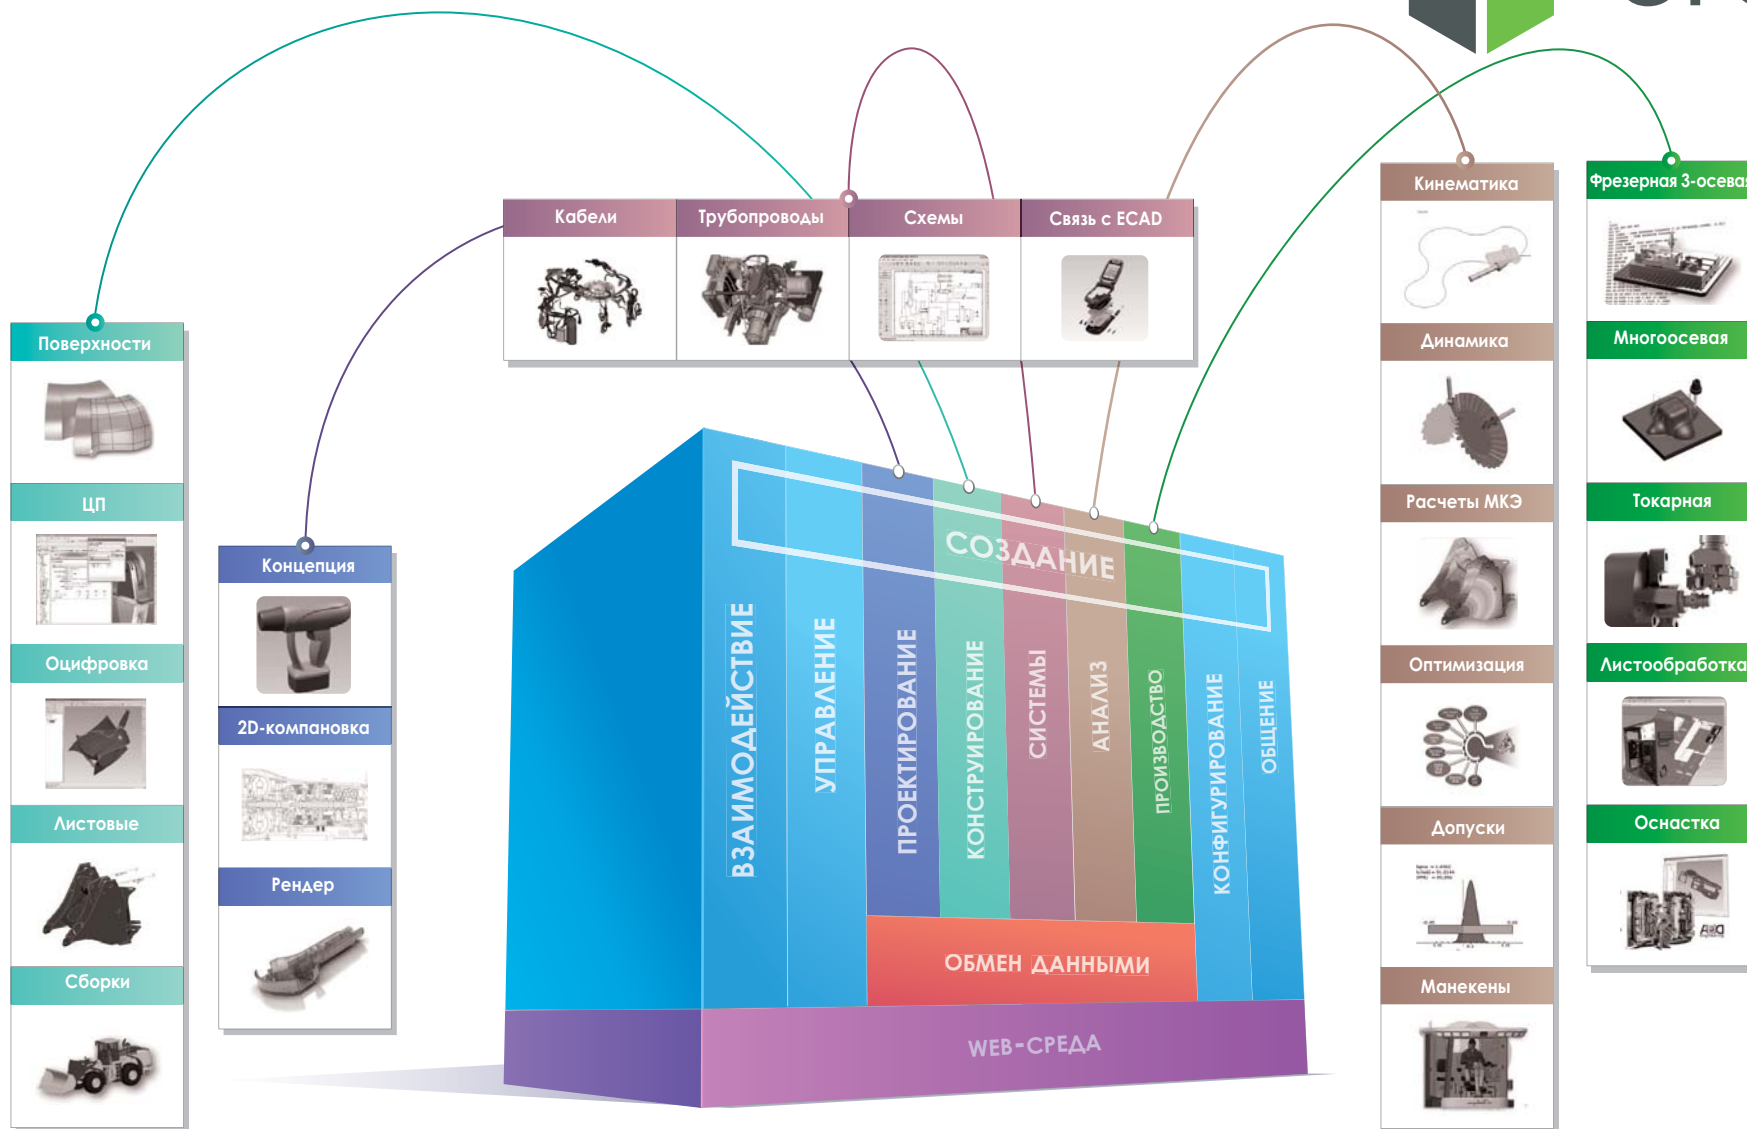 Кабели
Трубопроводы
Схемы
Связь с ECAD
Поверхности
ЦП
Оцифровка
Листовые
Сборки
Концепция
2D-компановка
Рендер
СОЗДАНИЕ
ВЗАИМОДЕЙСТВИЕ
УПРАВЛЕНИЕ
ПРОЕКТИРОВАНИЕ
КОНСТРУИРОВАНИЕ
СИСТЕМЫ
АНАЛИЗ
ПРОИЗВОДСТВО
КОНФИГУРИРОВАНИЕ
ОБЩЕНИЕ
ОБМЕН ДАННЫМИ
WEB-СРЕДА
Кинематика
Динамика
Расчеты МКЭ
Оптимизация
Допуски
Манекены
Фрезерная 3-осевая
Многоосевая
Токарная
Листообработка
Оснастка